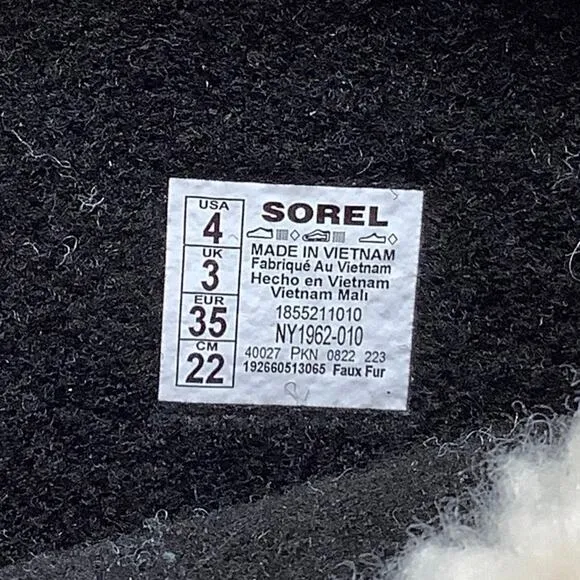 USA
4
UK
3
EUR
35
CM
22
SOREL
MADE IN VIETNAM
Fabriqué Au Vietnam
Hecho en Vietnam
Vietnam Malı
1855211010
NY1962-010
40027 PKN 0822 223
192660513065 Faux Fur